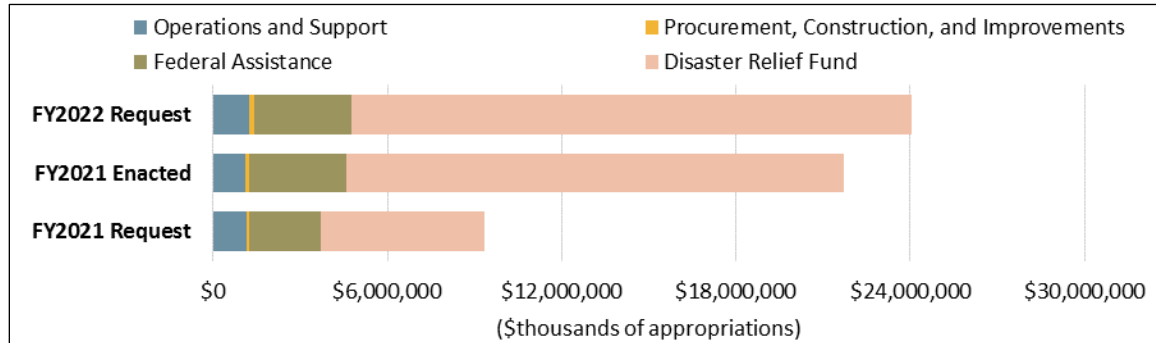 Operations and Support Procurement, Construction, and Improvements
Federal Assistance Disaster Relief Fund
FY2022 Request
FY2021 Enacted
FY2021 Request
$0 $6,000,000 $12,000,000 $18,000,000 $24,000,000 $30,000,000
($thousands of appropriations)